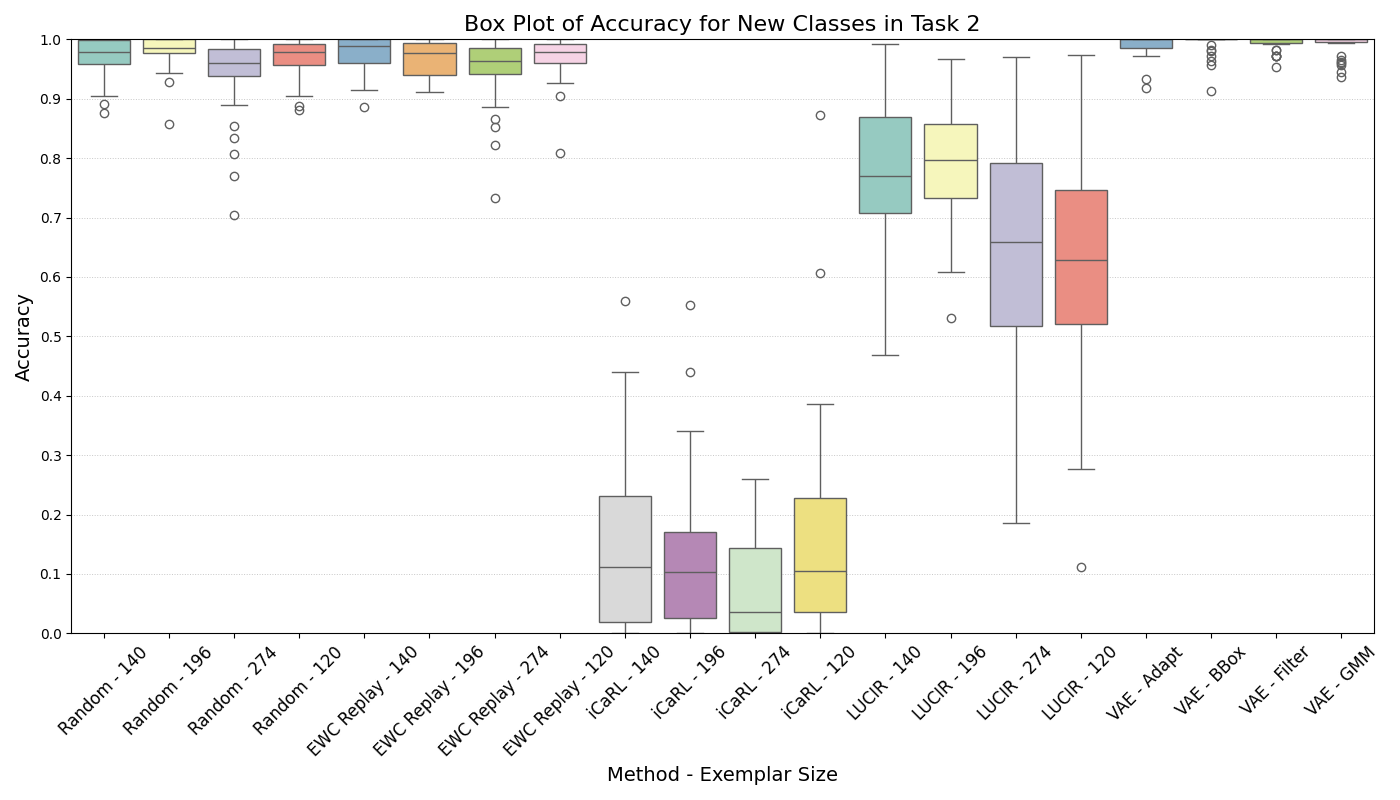 Box Plot of Accuracy for New Classes in Task 2
1.0
0.9
0.8
0.7
0.6
0.5
0.4
0.3
0.2
0.1
0.0
Accuracy
Random - 140
Random - 196
Random - 274
Random - 120
EWC Replay - 140
EWC Replay - 196
EWC Replay - 274
EWC Replay - 120
iCaRL - 140
iCaRL - 196
iCaRL - 274
iCaRL - 120
LUCIR - 140
LUCIR - 196
LUCIR - 274
LUCIR - 120
VAE - Adapt
VAE - BBox
VAE - Filter
VAE - GMM
Method - Exemplar Size